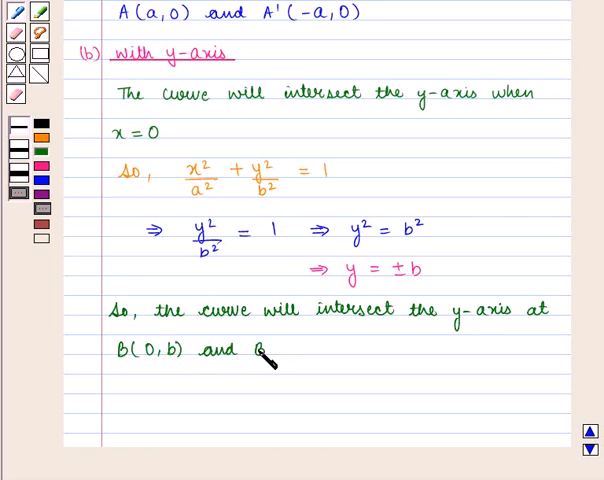 A(a,0) and A'(-a,0)
(b) With y-axis
The curve will intersect the y-axis when
x = 0
So, x²/a² + y²/b² = 1
⇒ y²/b² = 1 ⇒ y² = b²
⇒ y = ±b
So, the curve will intersect the y-axis at
B(0,b) and B